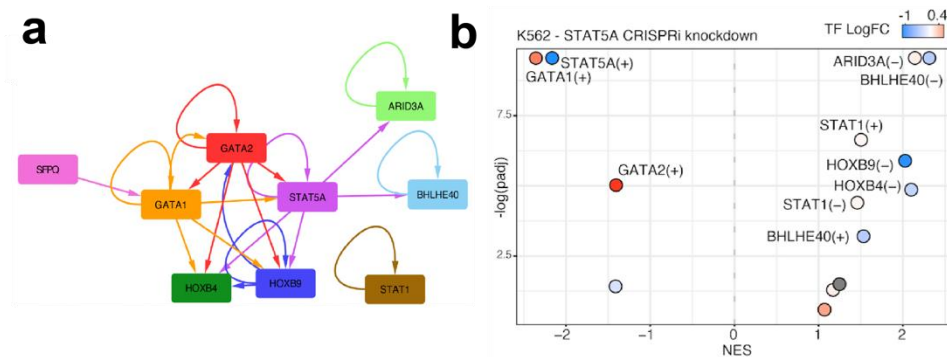 a
SFPQ
GATA1
GATA2
STAT5A
ARID3A
BHLHE40
HOXB4
HOXB9
STAT1
b
K562 - STAT5A CRISPRi knockdown
TF LogFC
-1 0.4
STAT5A(+)
GATA1(+)
ARID3A(−)
BHLHE40(−)
STAT1(+)
HOXB9(−)
GATA2(+)
HOXB4(−)
STAT1(−)
BHLHE40(+)
-log(padj)
7.5
2.5
-2 -1 0 1 2
NES